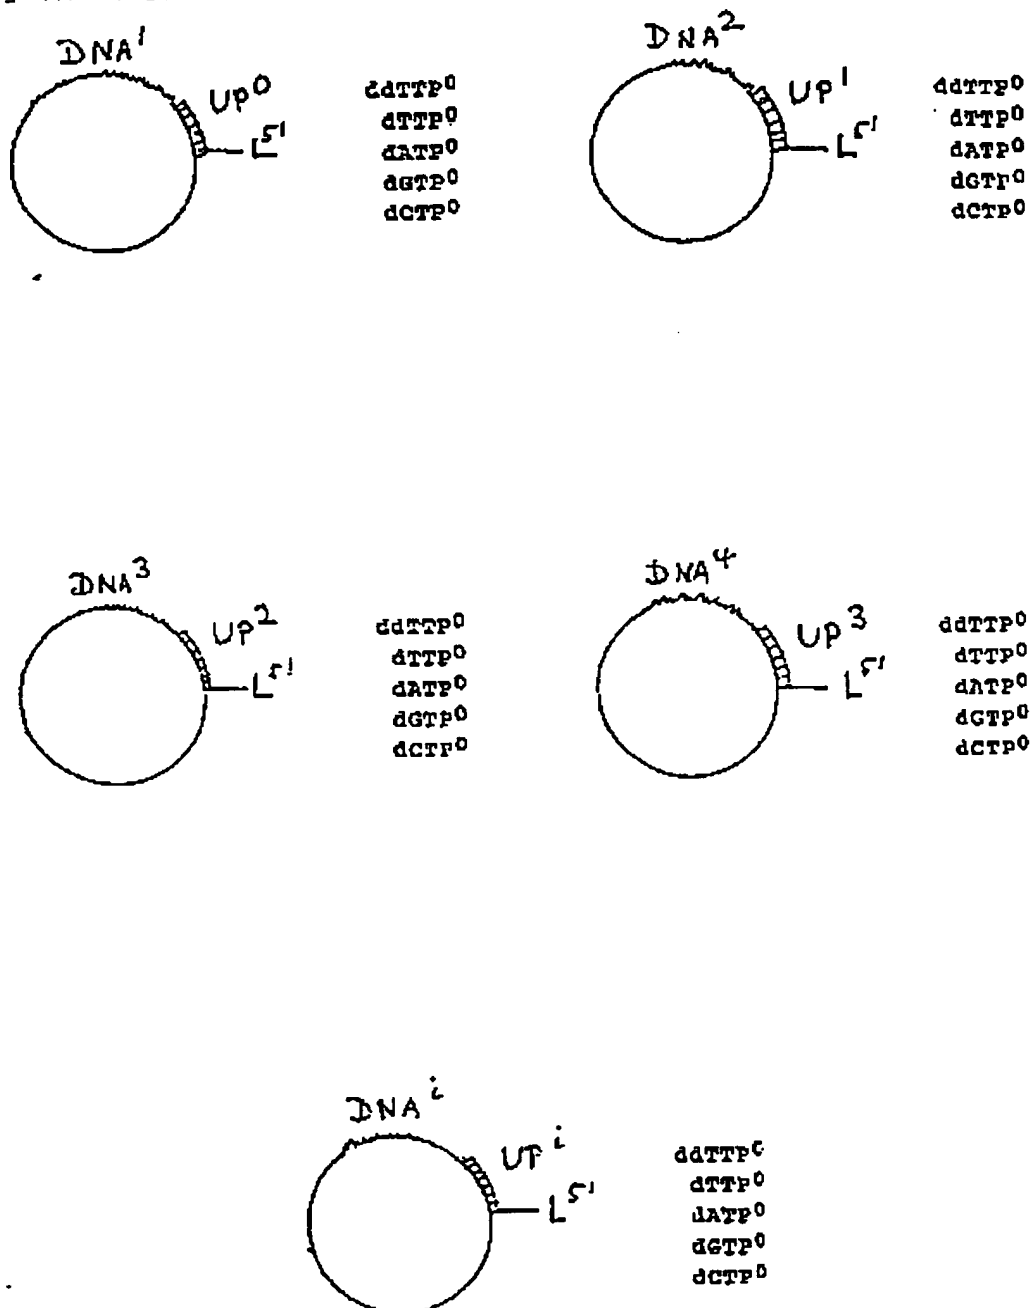 DNA¹
UP⁰
L⁵'
ddTTP⁰
dTTP⁰
dATP⁰
dGTP⁰
dCTP⁰
DNA²
UP¹
L⁵'
ddTTP⁰
dTTP⁰
dATP⁰
dGTP⁰
dCTP⁰
DNA³
UP²
L⁵'
ddTTP⁰
dTTP⁰
dATP⁰
dGTP⁰
dCTP⁰
DNA⁴
UP³
L⁵'
ddTTP⁰
dTTP⁰
dATP⁰
dGTP⁰
dCTP⁰
DNAⁱ
UPⁱ
L⁵'
ddTTP⁰
dTTP⁰
dATP⁰
dGTP⁰
dCTP⁰